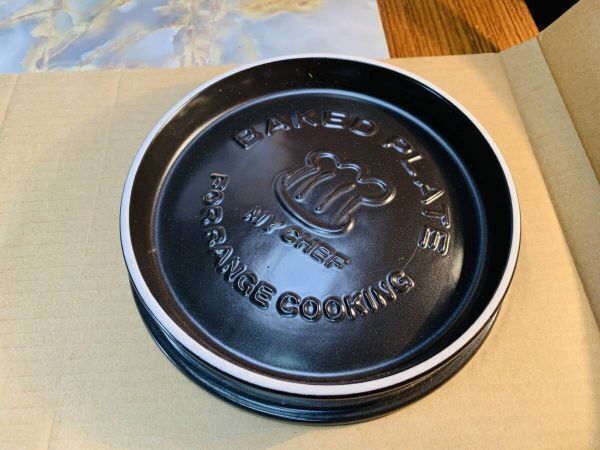 BAKED PLATE
MY CHEF
FOR RANGE COOKING